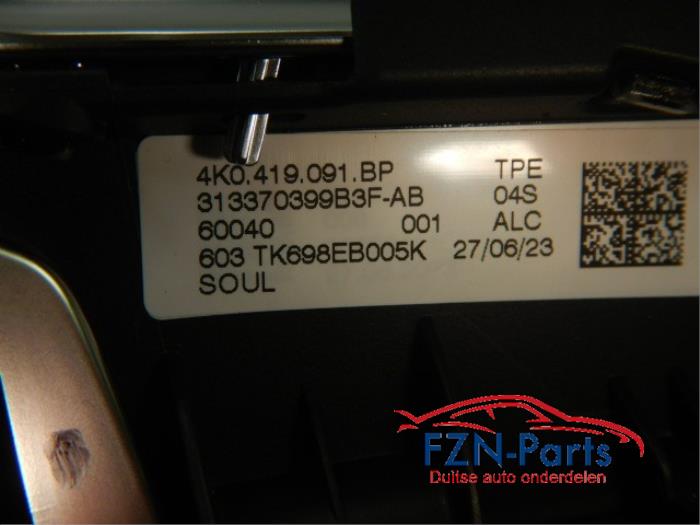 4K0.419.091.BP TPE
313370399B3F-AB 04S
60040 001 ALC
603 TK698EB005K 27/06/23
SOUL
FZN-Parts
Duitse auto onderdelen